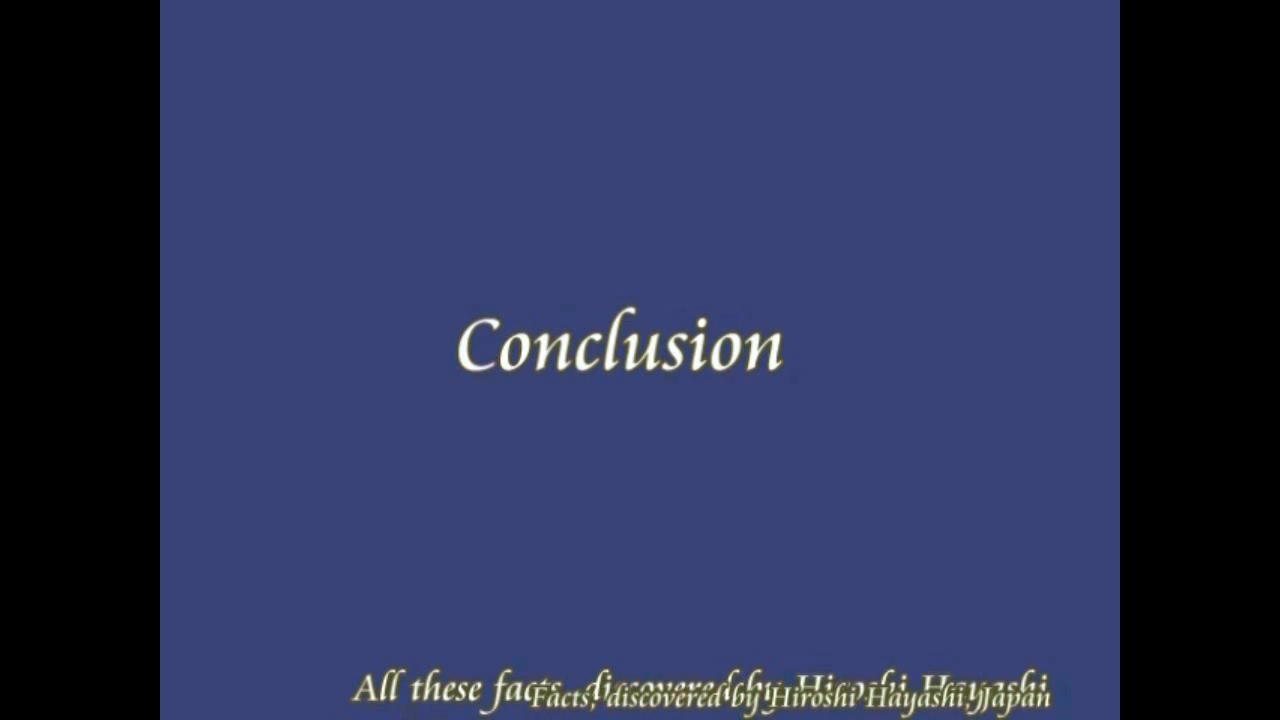 Conclusion
All these facts, discovered by Hiroshi Hayashi
Facts, discovered by Hiroshi Hayashi, Japan